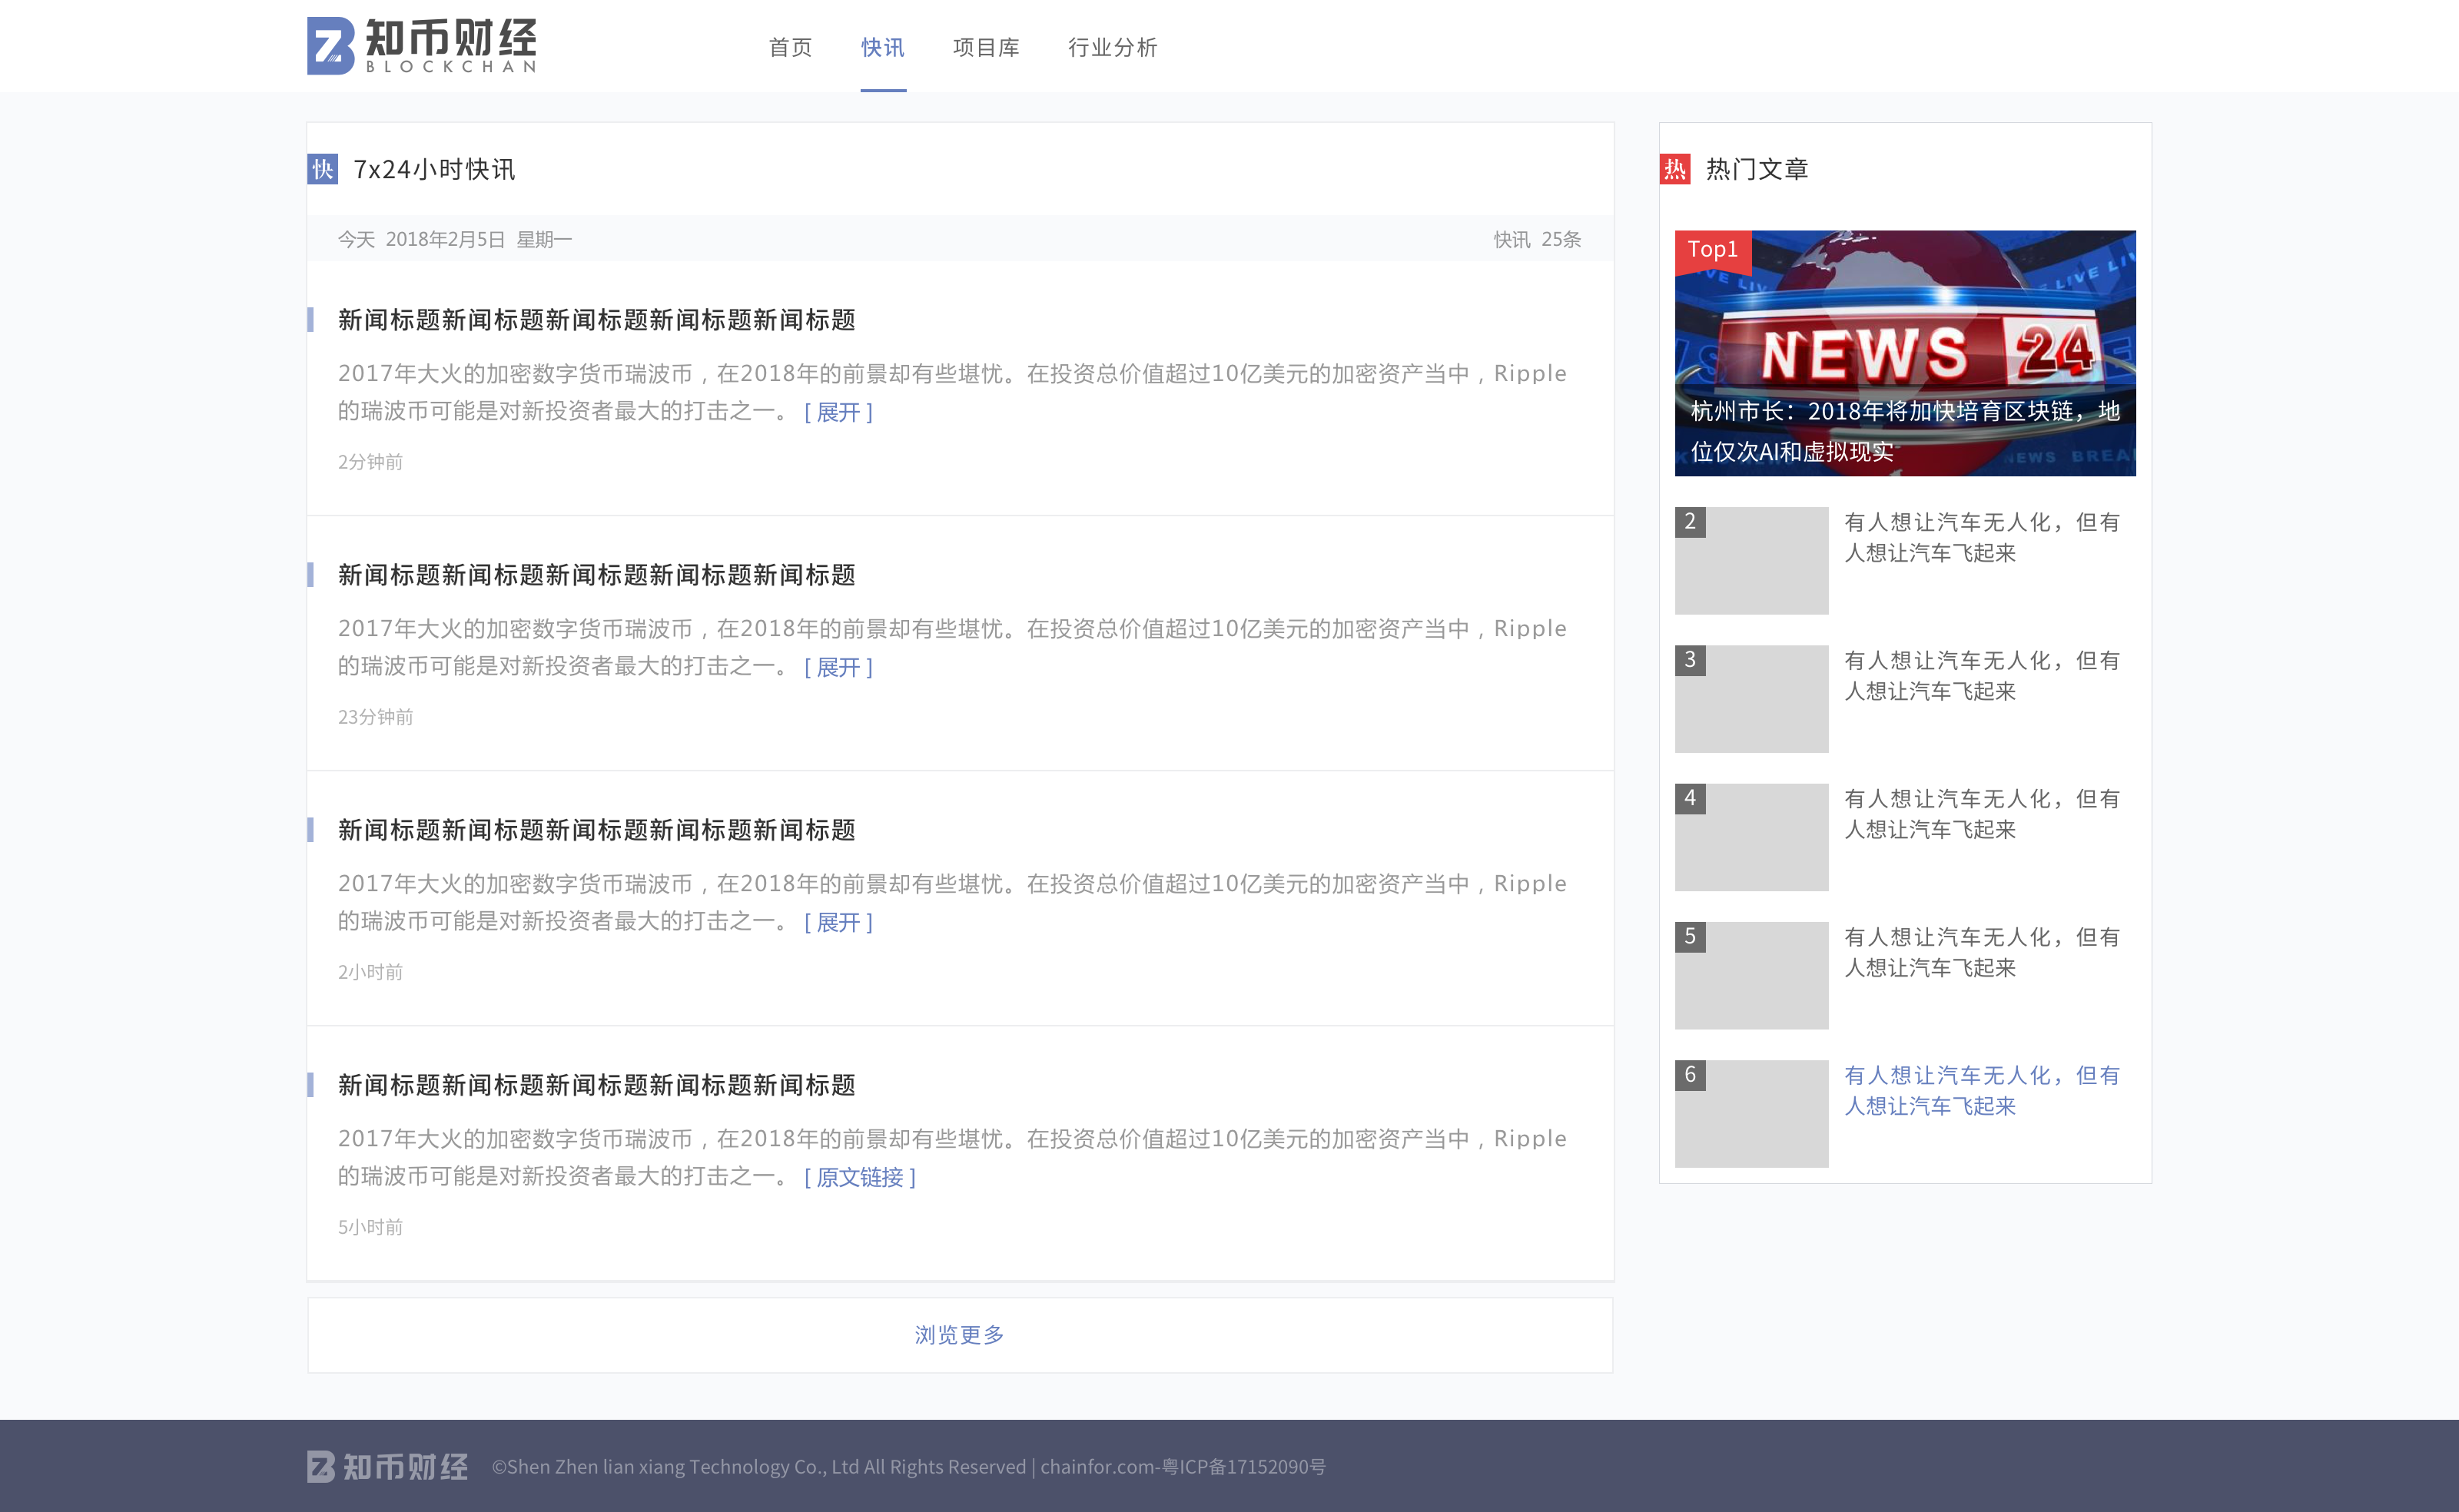 知币财经
BLOCKCHAN
首页 快讯 项目库 行业分析
快 7x24小时快讯
今天 2018年2月5日 星期一
快讯 25条
新闻标题新闻标题新闻标题新闻标题新闻标题
2017年大火的加密数字货币瑞波币，在2018年的前景却有些堪忧。在投资总价值超过10亿美元的加密资产当中，Ripple
的瑞波币可能是对新投资者最大的打击之一。 [ 展开 ]
2分钟前
新闻标题新闻标题新闻标题新闻标题新闻标题
2017年大火的加密数字货币瑞波币，在2018年的前景却有些堪忧。在投资总价值超过10亿美元的加密资产当中，Ripple
的瑞波币可能是对新投资者最大的打击之一。 [ 展开 ]
23分钟前
新闻标题新闻标题新闻标题新闻标题新闻标题
2017年大火的加密数字货币瑞波币，在2018年的前景却有些堪忧。在投资总价值超过10亿美元的加密资产当中，Ripple
的瑞波币可能是对新投资者最大的打击之一。 [ 展开 ]
2小时前
新闻标题新闻标题新闻标题新闻标题新闻标题
2017年大火的加密数字货币瑞波币，在2018年的前景却有些堪忧。在投资总价值超过10亿美元的加密资产当中，Ripple
的瑞波币可能是对新投资者最大的打击之一。 [ 原文链接 ]
5小时前
浏览更多
热 热门文章
Top1
LIVE LIV
NEWS 24
杭州市长：2018年将加快培育区块链，地
位仅次AI和虚拟现实
NEWS BREA
2
有人想让汽车无人化，但有
人想让汽车飞起来
3
有人想让汽车无人化，但有
人想让汽车飞起来
4
有人想让汽车无人化，但有
人想让汽车飞起来
5
有人想让汽车无人化，但有
人想让汽车飞起来
6
有人想让汽车无人化，但有
人想让汽车飞起来
知币财经 ©Shen Zhen lian xiang Technology Co., Ltd All Rights Reserved | chainfor.com-粤ICP备17152090号